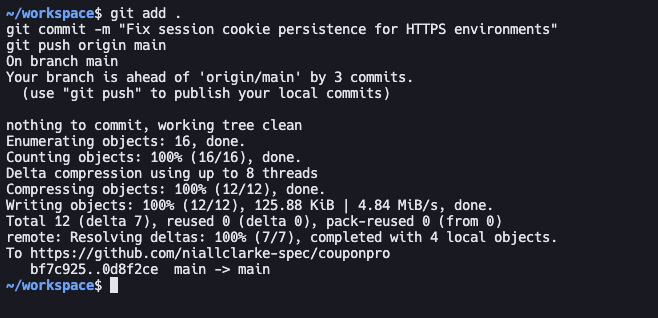 ~/workspace$ git add .
git commit -m "Fix session cookie persistence for HTTPS environments"
git push origin main
On branch main
Your branch is ahead of 'origin/main' by 3 commits.
  (use "git push" to publish your local commits)

nothing to commit, working tree clean
Enumerating objects: 16, done.
Counting objects: 100% (16/16), done.
Delta compression using up to 8 threads
Compressing objects: 100% (12/12), done.
Writing objects: 100% (12/12), 125.88 KiB | 4.84 MiB/s, done.
Total 12 (delta 7), reused 0 (delta 0), pack-reused 0 (from 0)
remote: Resolving deltas: 100% (7/7), completed with 4 local objects.
To https://github.com/niallclarke-spec/couponpro
   bf7c925..0d8f2ce  main -> main
~/workspace$